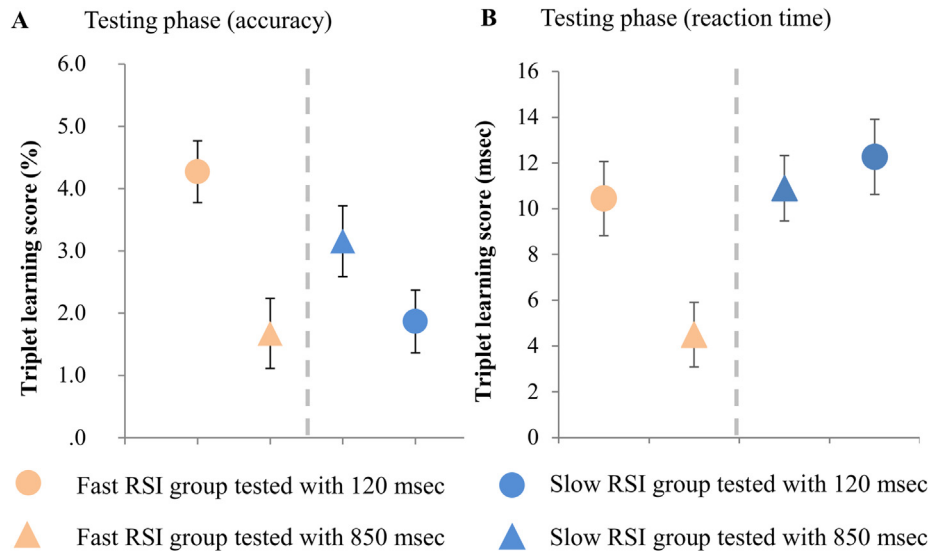 A Testing phase (accuracy)
Triplet learning score (%)
6.0
5.0
4.0
3.0
2.0
1.0
.0
B Testing phase (reaction time)
Triplet learning score (msec)
16
14
12
10
8
6
4
2
0
Fast RSI group tested with 120 msec
Slow RSI group tested with 120 msec
Fast RSI group tested with 850 msec
Slow RSI group tested with 850 msec